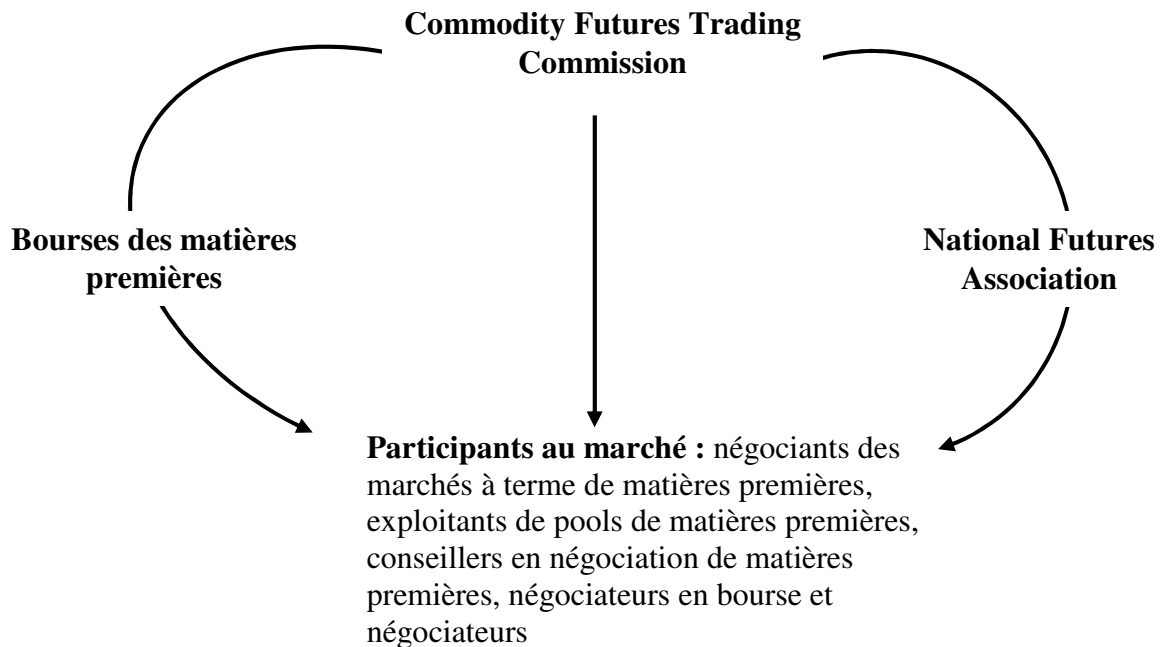 Commodity Futures Trading
Commission
Bourses des matières
premières
National Futures
Association
Participants au marché : négociants des
marchés à terme de matières premières,
exploitants de pools de matières premières,
conseillers en négociation de matières
premières, négociateurs en bourse et
négociateurs